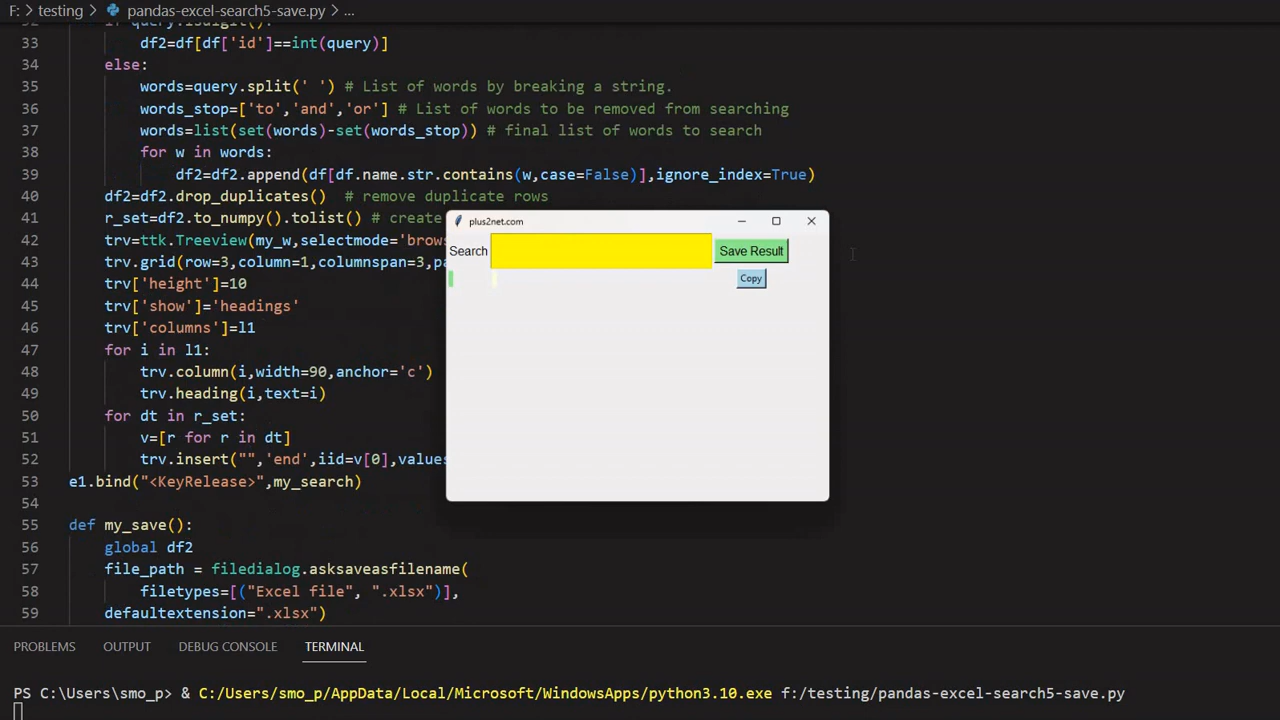 F: > testing > pandas-excel-search5-save.py > ...
32 if query.isdigit():
33 df2=df[df['id']==int(query)]
34 else:
35 words=query.split(' ') # List of words by breaking a string.
36 words_stop=['to','and','or'] # List of words to be removed from searching
37 words=list(set(words)-set(words_stop)) # final list of words to search
38 for w in words:
39 df2=df2.append(df[df.name.str.contains(w,case=False)],ignore_index=True)
40 df2=df2.drop_duplicates() # remove duplicate rows
41 r_set=df2.to_numpy().tolist() # create
42 trv=ttk.Treeview(my_w,selectmode='brows
43 trv.grid(row=3,column=1,columnspan=3,pa
44 trv['height']=10
45 trv['show']='headings'
46 trv['columns']=l1
47 for i in l1:
48 trv.column(i,width=90,anchor='c')
49 trv.heading(i,text=i)
50 for dt in r_set:
51 v=[r for r in dt]
52 trv.insert("",'end',iid=v[0],values
53 e1.bind("<KeyRelease>",my_search)
54
55 def my_save():
56 global df2
57 file_path = filedialog.asksaveasfilename(
58 filetypes=[("Excel file", ".xlsx")],
59 defaultextension=".xlsx")
plus2net.com
Search Save Result
Copy
PROBLEMS OUTPUT DEBUG CONSOLE TERMINAL
PS C:\Users\smo_p> & C:/Users/smo_p/AppData/Local/Microsoft/WindowsApps/python3.10.exe f:/testing/pandas-excel-search5-save.py